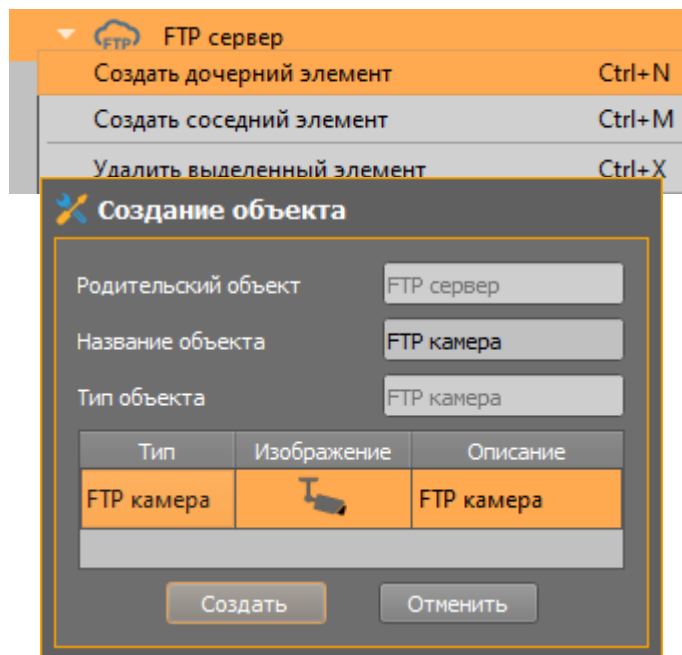 FTP FTP сервер
Создать дочерний элемент Ctrl+N
Создать соседний элемент Ctrl+M
Удалить выделенный элемент Ctrl+X
Создание объекта
Родительский объект FTP сервер
Название объекта FTP камера
Тип объекта FTP камера
Тип Изображение Описание
FTP камера FTP камера
Создать Отменить